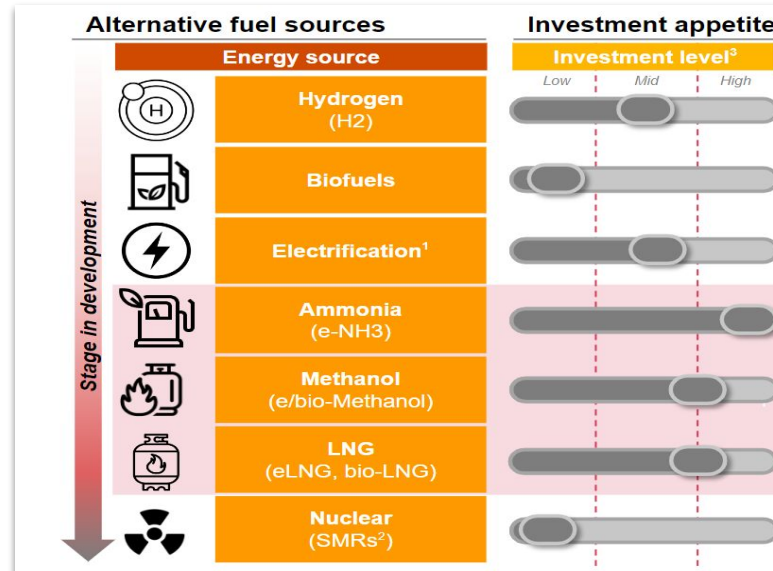 Alternative fuel sources
Investment appetite
Energy source
Investment level³
Low
Mid
High
H
Hydrogen
(H2)
Biofuels
Electrification¹
Ammonia
(e-NH3)
Methanol
(e/bio-Methanol)
LNG
(eLNG, bio-LNG)
Nuclear
(SMRs²)
Stage in development